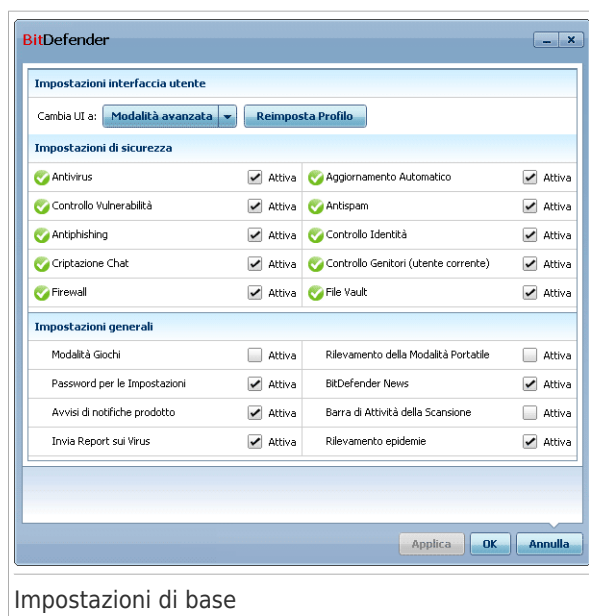 BitDefender
Impostazioni interfaccia utente
Cambia UI a: Modalità avanzata Reimposta Profilo
Impostazioni di sicurezza
Antivirus Attiva Aggiornamento Automatico Attiva
Controllo Vulnerabilità Attiva Antispam Attiva
Antiphishing Attiva Controllo Identità Attiva
Criptazione Chat Attiva Controllo Genitori (utente corrente) Attiva
Firewall Attiva File Vault Attiva
Impostazioni generali
Modalità Giochi Attiva Rilevamento della Modalità Portatile Attiva
Password per le Impostazioni Attiva BitDefender News Attiva
Avvisi di notifiche prodotto Attiva Barra di Attività della Scansione Attiva
Invia Report sui Virus Attiva Rilevamento epidemie Attiva
Applica OK Annulla
Impostazioni di base